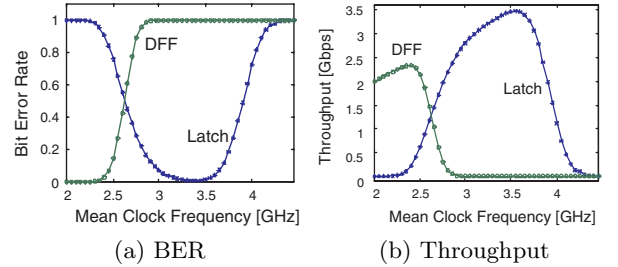 Bit Error Rate
1
0.8
0.6
0.4
0.2
0
DFF
Latch
2 2.5 3 3.5 4
Mean Clock Frequency [GHz]
(a) BER
Throughput [Gbps]
3.5
3
2.5
2
1.5
1
0.5
0
DFF
Latch
2 2.5 3 3.5 4
Mean Clock Frequency [GHz]
(b) Throughput